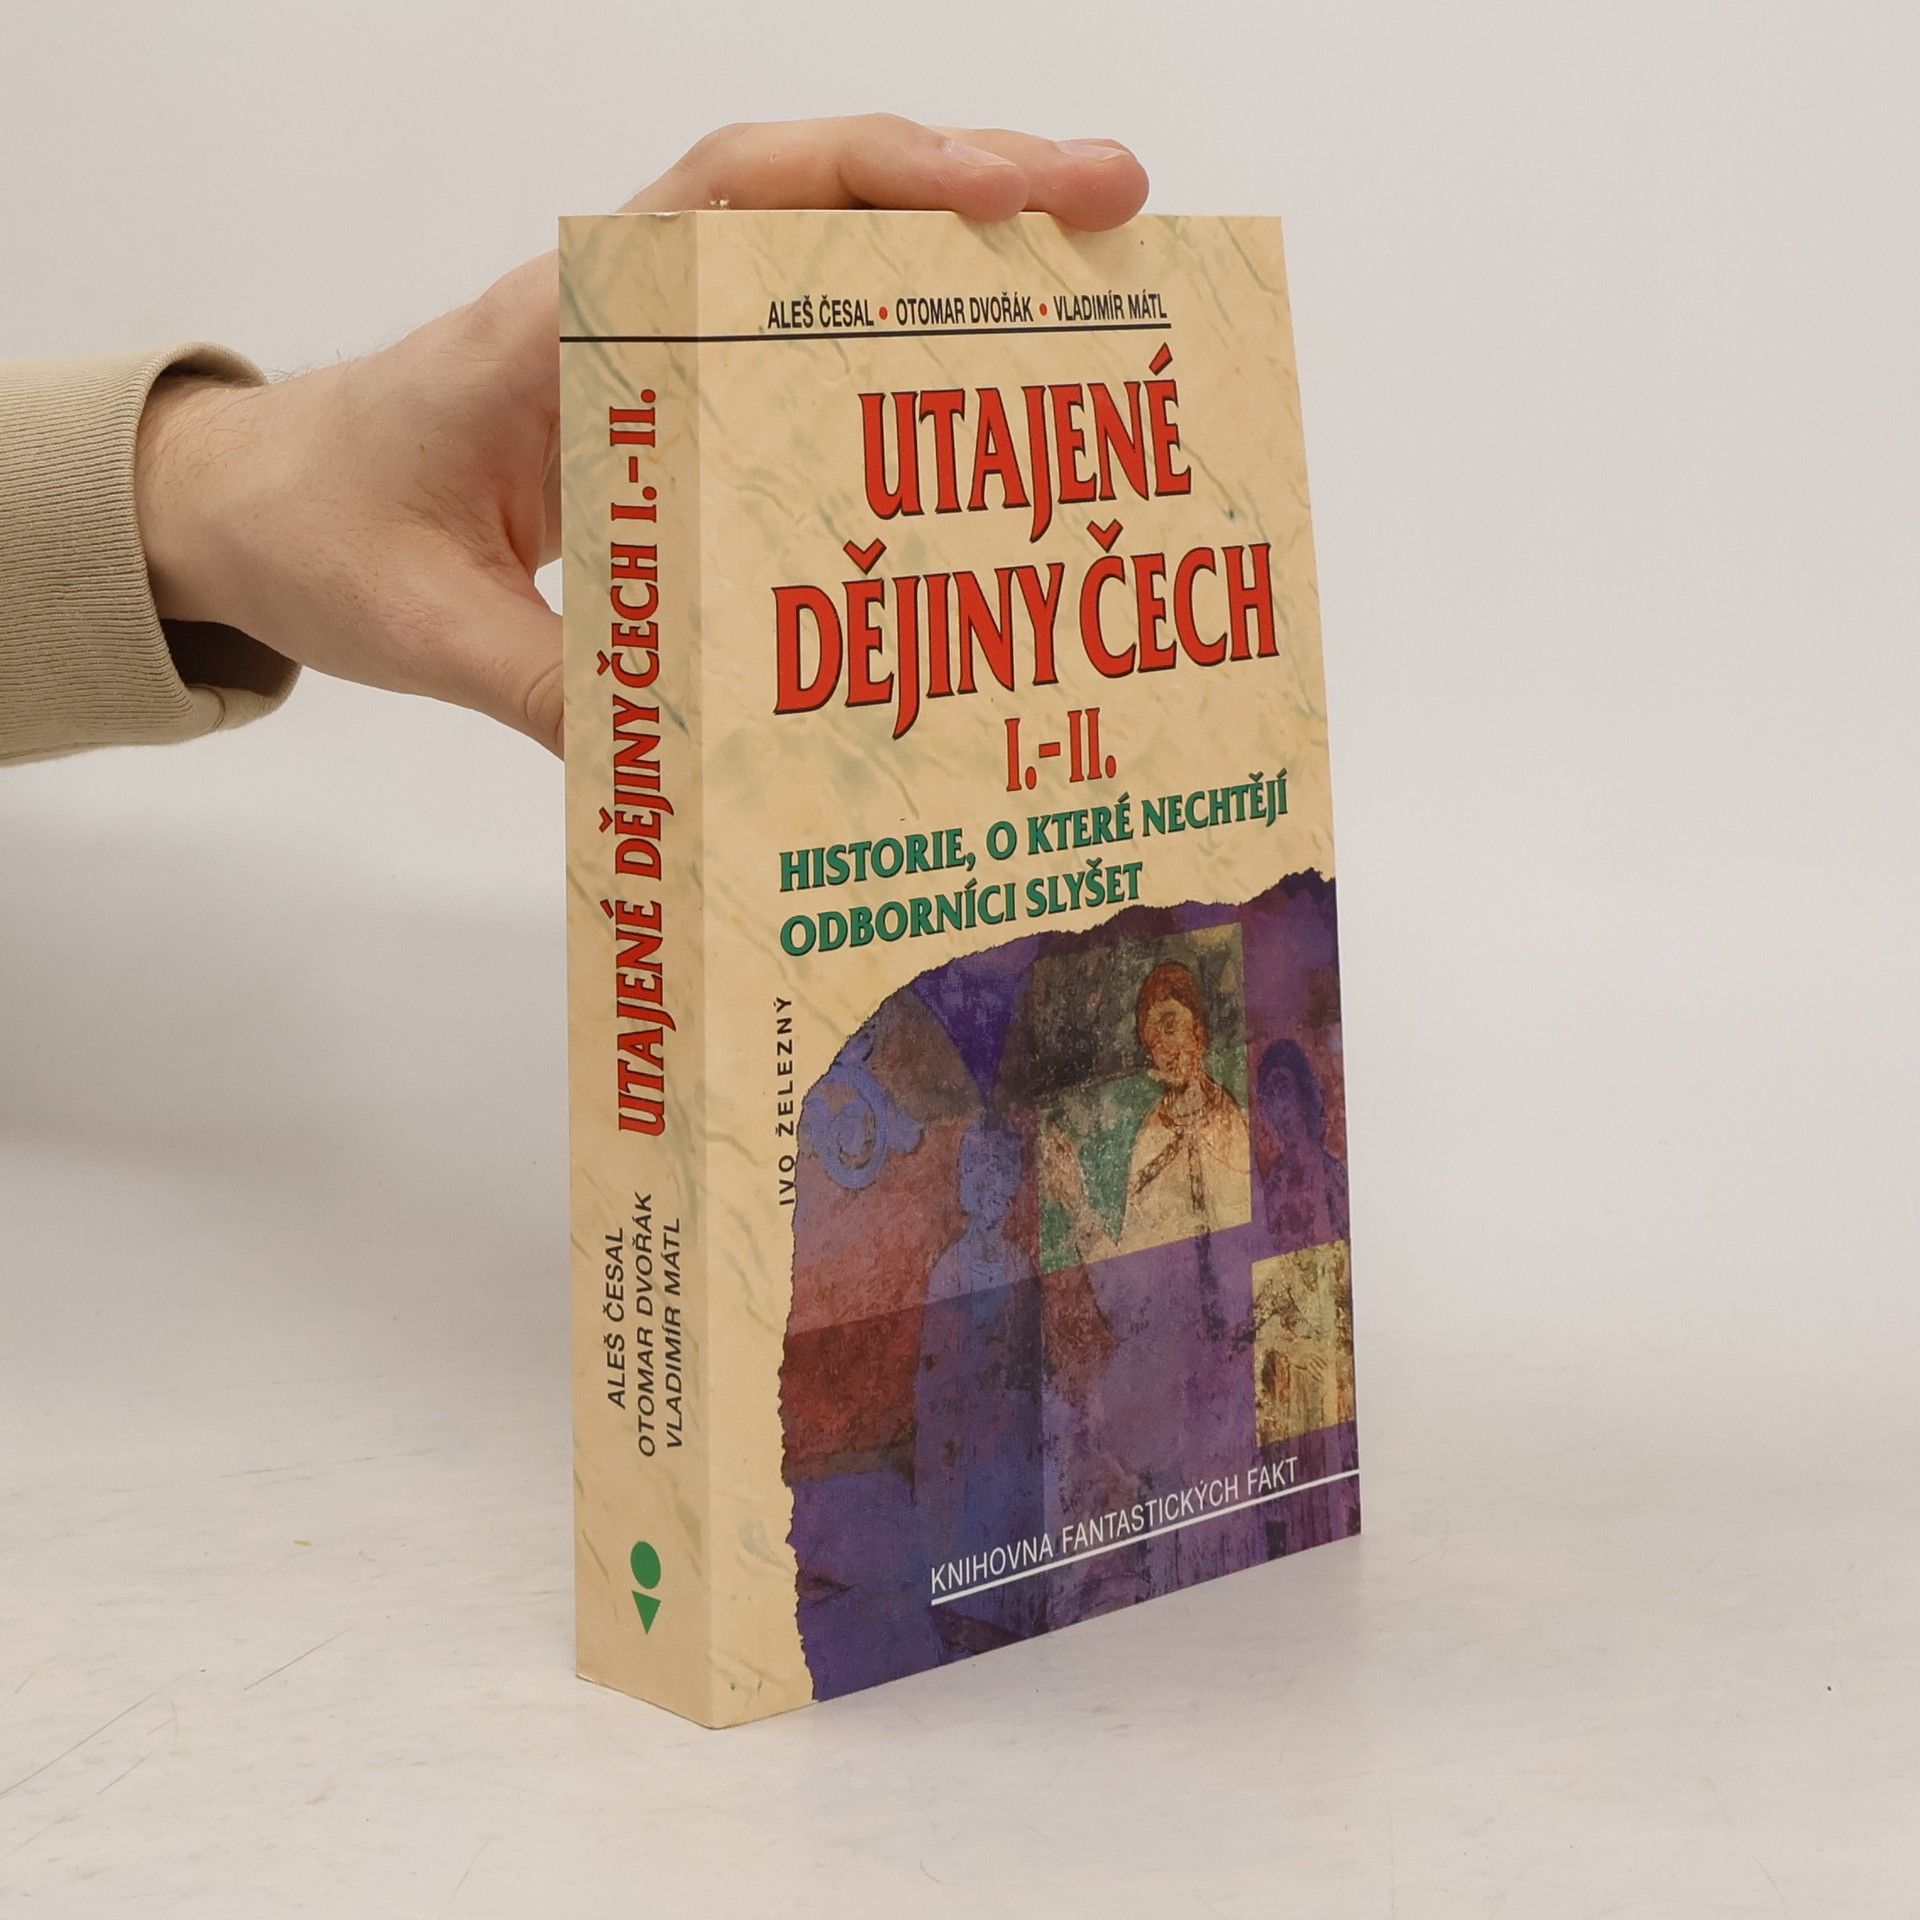 ALEŠ ČESAL • OTOMAR DVOŘÁK • VLADIMÍR MÁTL
UTAJENÉ
DĚJINY ČECH
I.-II.
HISTORIE, O KTERÉ NECHTĚJÍ
ODBORNÍCI SLYŠET
IVO ŽELEZNÝ
KNIHOVNA FANTASTICKÝCH FAKT
UTAJENÉ DĚJINY ČECH I.-II.
ALEŠ ČESAL
OTOMAR DVOŘÁK
VLADIMÍR MÁTL